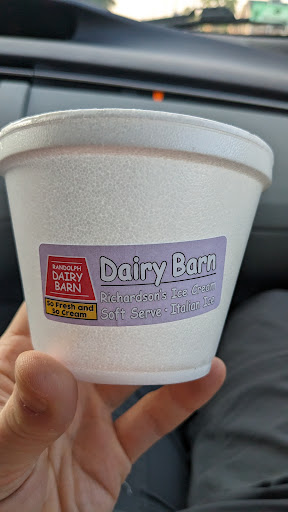 RANDOLPH
DAIRY
BARN
So Fresh and
So Cream
Dairy Barn
Richardson's Ice Cream
Soft Serve • Italian Ice